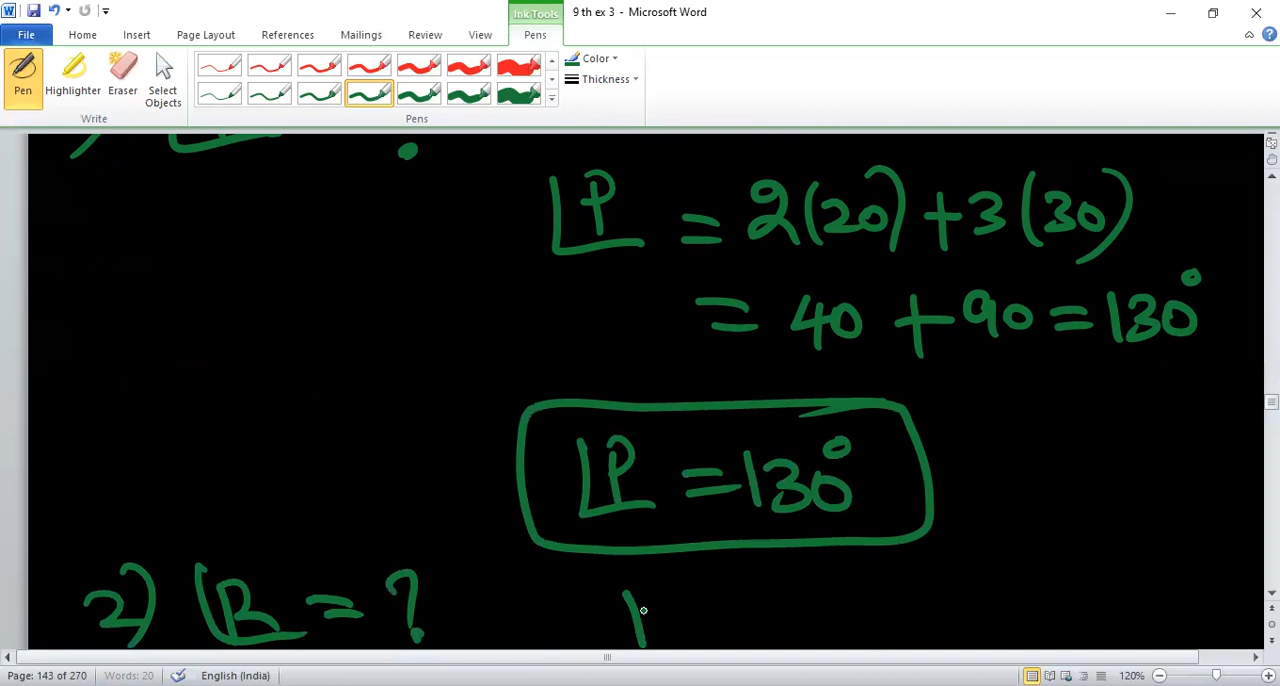 Ink Tools
9 th ex 3 - Microsoft Word
File Home Insert Page Layout References Mailings Review View Pens
Pen Highlighter Eraser Select Objects
Color
Thickness
Write Pens
∠P = 2(20) + 3(30)
= 40 + 90 = 130°
∠P = 130°
2) ∠R = ?
Page: 143 of 270 Words: 20 English (India) 120%